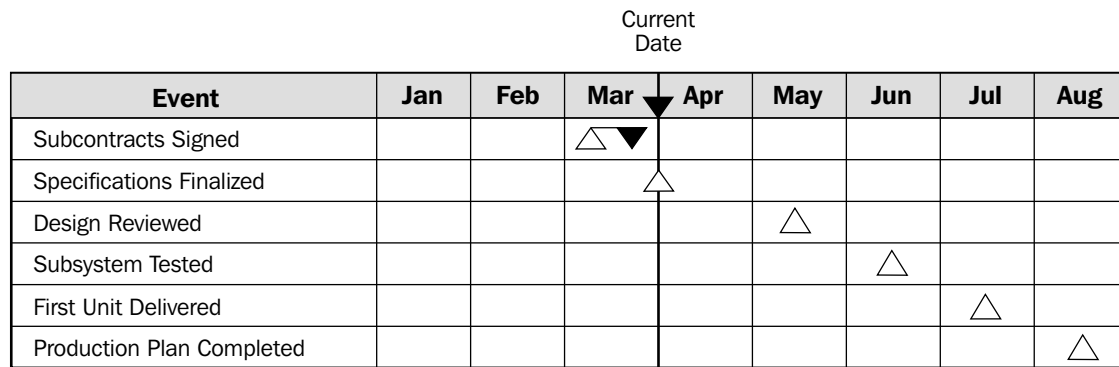 Current
Date
Event Jan Feb Mar Apr May Jun Jul Aug
Subcontracts Signed
Specifications Finalized
Design Reviewed
Subsystem Tested
First Unit Delivered
Production Plan Completed